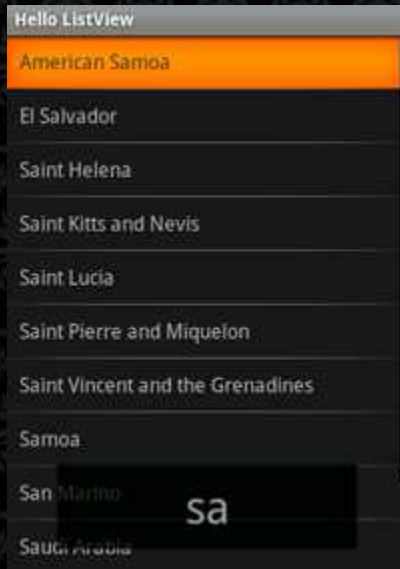 Hello ListView
American Samoa
El Salvador
Saint Helena
Saint Kitts and Nevis
Saint Lucia
Saint Pierre and Miquelon
Saint Vincent and the Grenadines
Samoa
San Marino
sa
Saudi Arabia